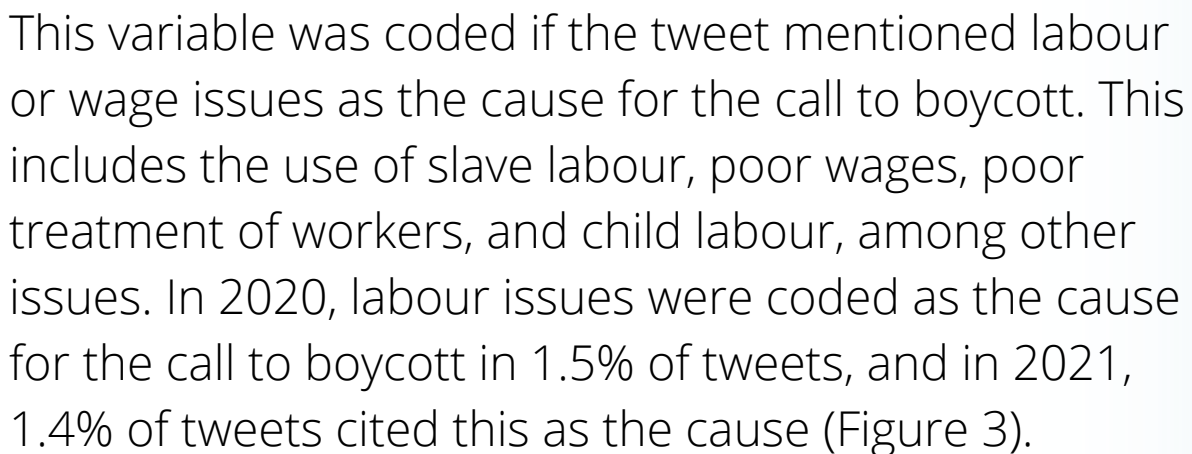 This variable was coded if the tweet mentioned labour
or wage issues as the cause for the call to boycott. This
includes the use of slave labour, poor wages, poor
treatment of workers, and child labour, among other
issues. In 2020, labour issues were coded as the cause
for the call to boycott in 1.5% of tweets, and in 2021,
1.4% of tweets cited this as the cause (Figure 3).